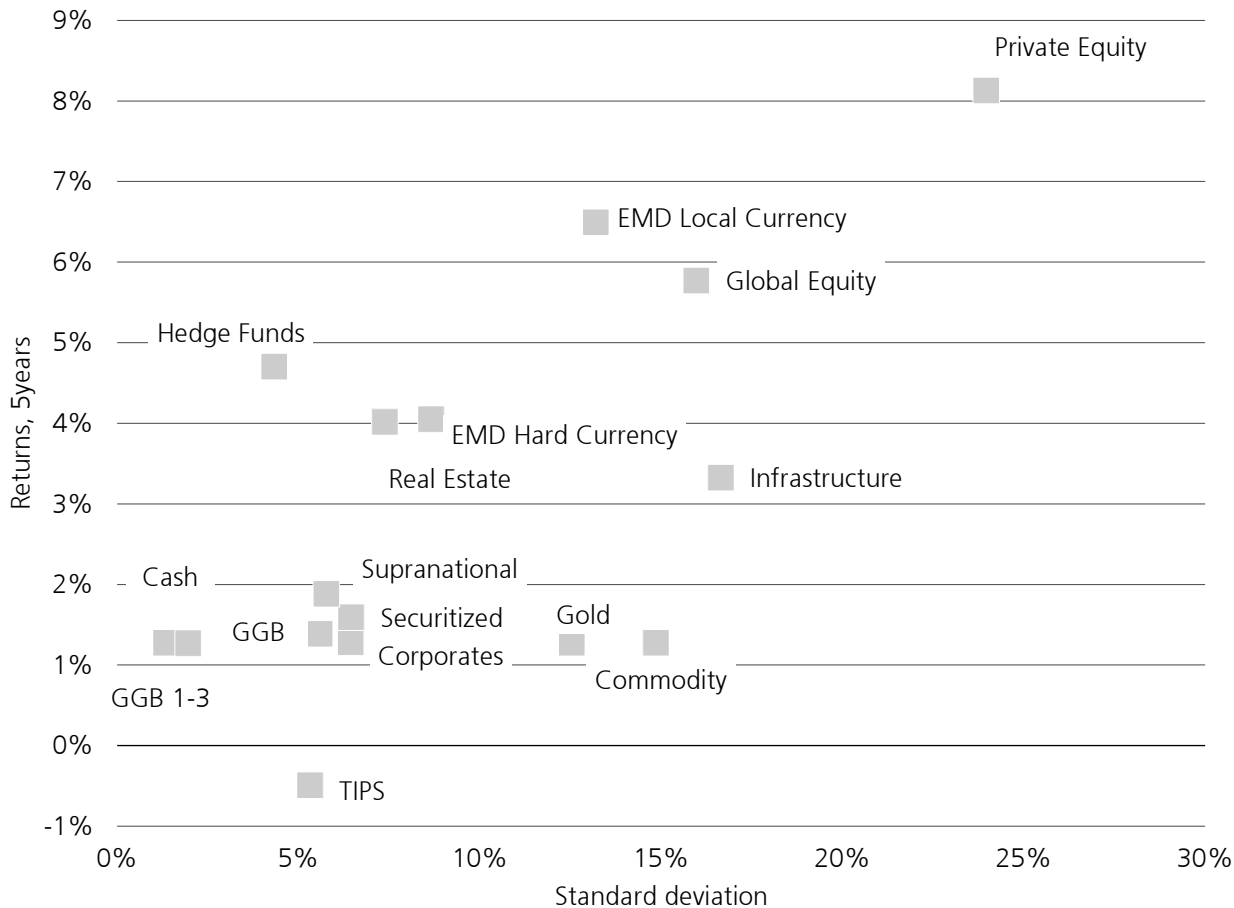 9%
Private Equity
8%
7%
EMD Local Currency
6%
Global Equity
5%
Hedge Funds
4%
EMD Hard Currency
Real Estate
Infrastructure
3%
Returns, 5years
Cash
2%
Supranational
Securitized
Gold
GGB
Corporates
1%
Commodity
GGB 1-3
0%
TIPS
-1%
0%
5%
10%
15%
20%
25%
30%
Standard deviation